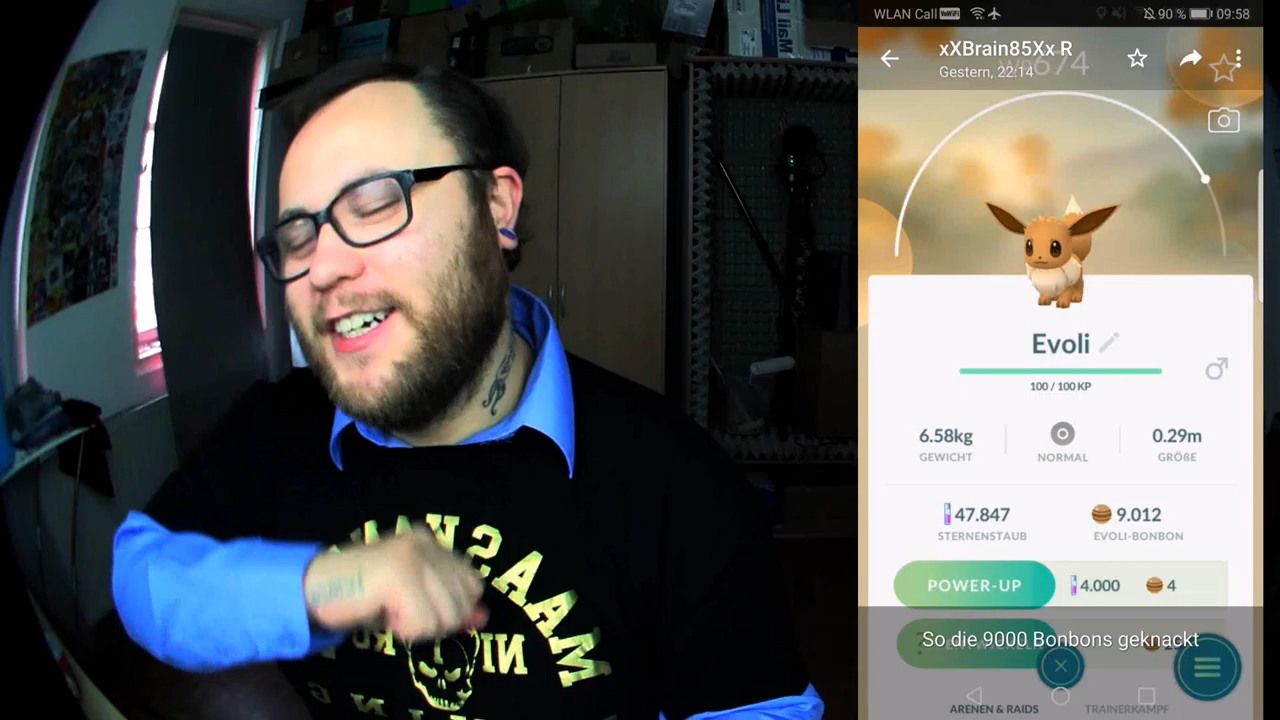 WLAN Call VoWiFi 90 % 09:58
xXBrain85Xx R
Gestern, 22:14
WP674
Evoli
100 / 100 KP
6.58kg
GEWICHT
NORMAL
0.29m
GRÖßE
47.847
STERNENSTAUB
9.012
EVOLI-BONBON
POWER-UP
4.000
4
So die 9000 Bonbons geknackt
ARENEN & RAIDS
TRAINERKAMPF